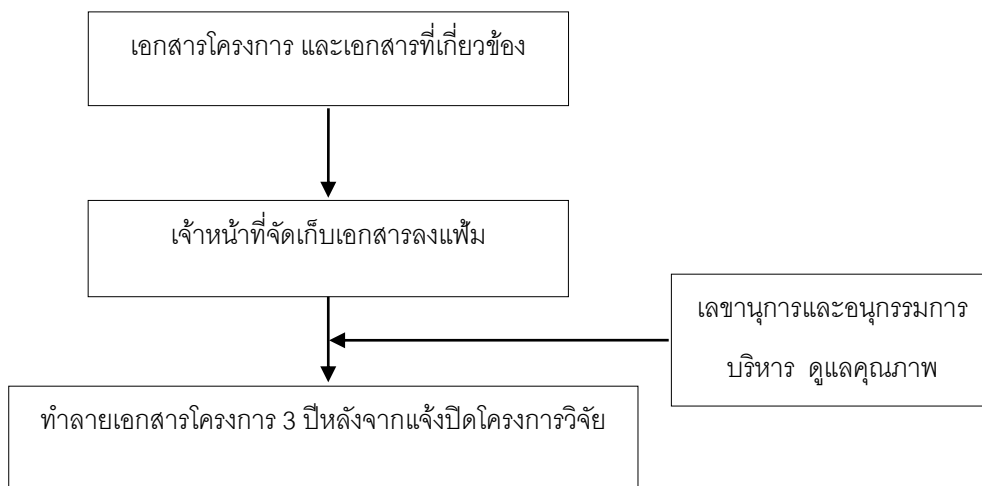 เอกสารโครงการ และเอกสารที่เกี่ยวข้อง
เจ้าหน้าที่จัดเก็บเอกสารลงแฟ้ม
เลขานุการและอนุกรรมการ
บริหาร ดูแลคุณภาพ
ทำลายเอกสารโครงการ 3 ปีหลังจากแจ้งปิดโครงการวิจัย